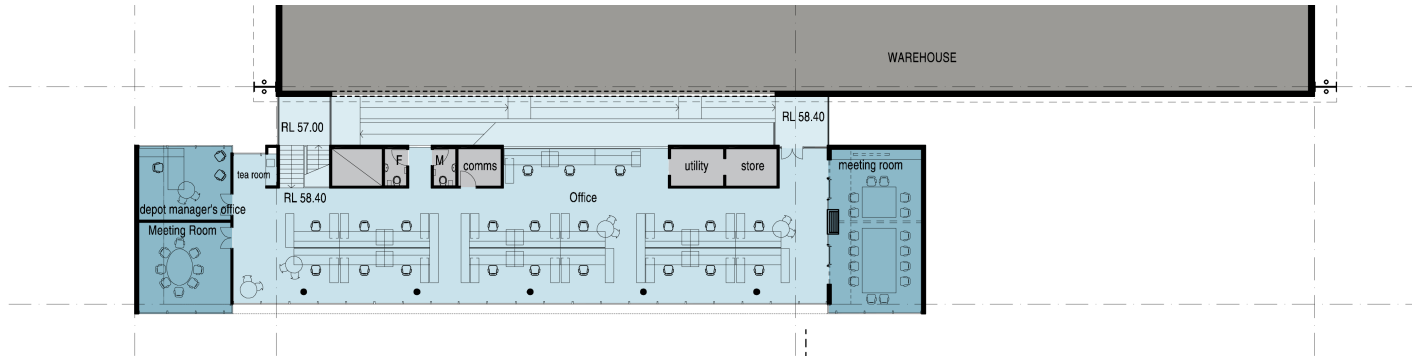 WAREHOUSE
RL 57.00
RL 58.40
F
M
comms
utility
store
meeting room
tea room
RL 58.40
Office
depot manager's office
Meeting Room